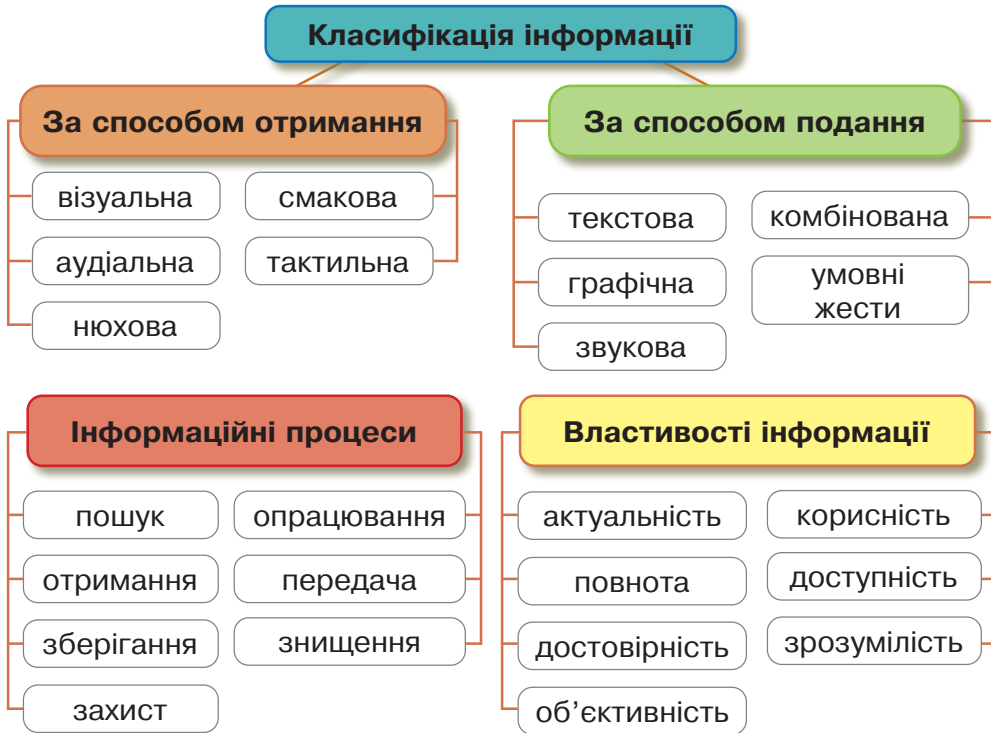 Класифікація інформації
За способом отримання
візуальна
аудіальна
нюхова
смакова
тактильна
За способом подання
текстова
графічна
звукова
комбінована
умовні
жести
Інформаційні процеси
пошук
отримання
зберігання
захист
опрацювання
передача
знищення
Властивості інформації
актуальність
повнота
достовірність
об’єктивність
корисність
доступність
зрозумілість